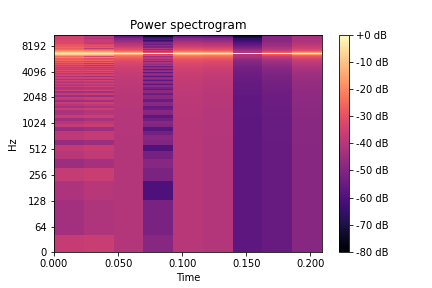 Power spectrogram
Hz
8192
4096
2048
1024
512
256
128
64
0
0.000 0.050 0.100 0.150 0.200
Time
+0 dB
-10 dB
-20 dB
-30 dB
-40 dB
-50 dB
-60 dB
-70 dB
-80 dB